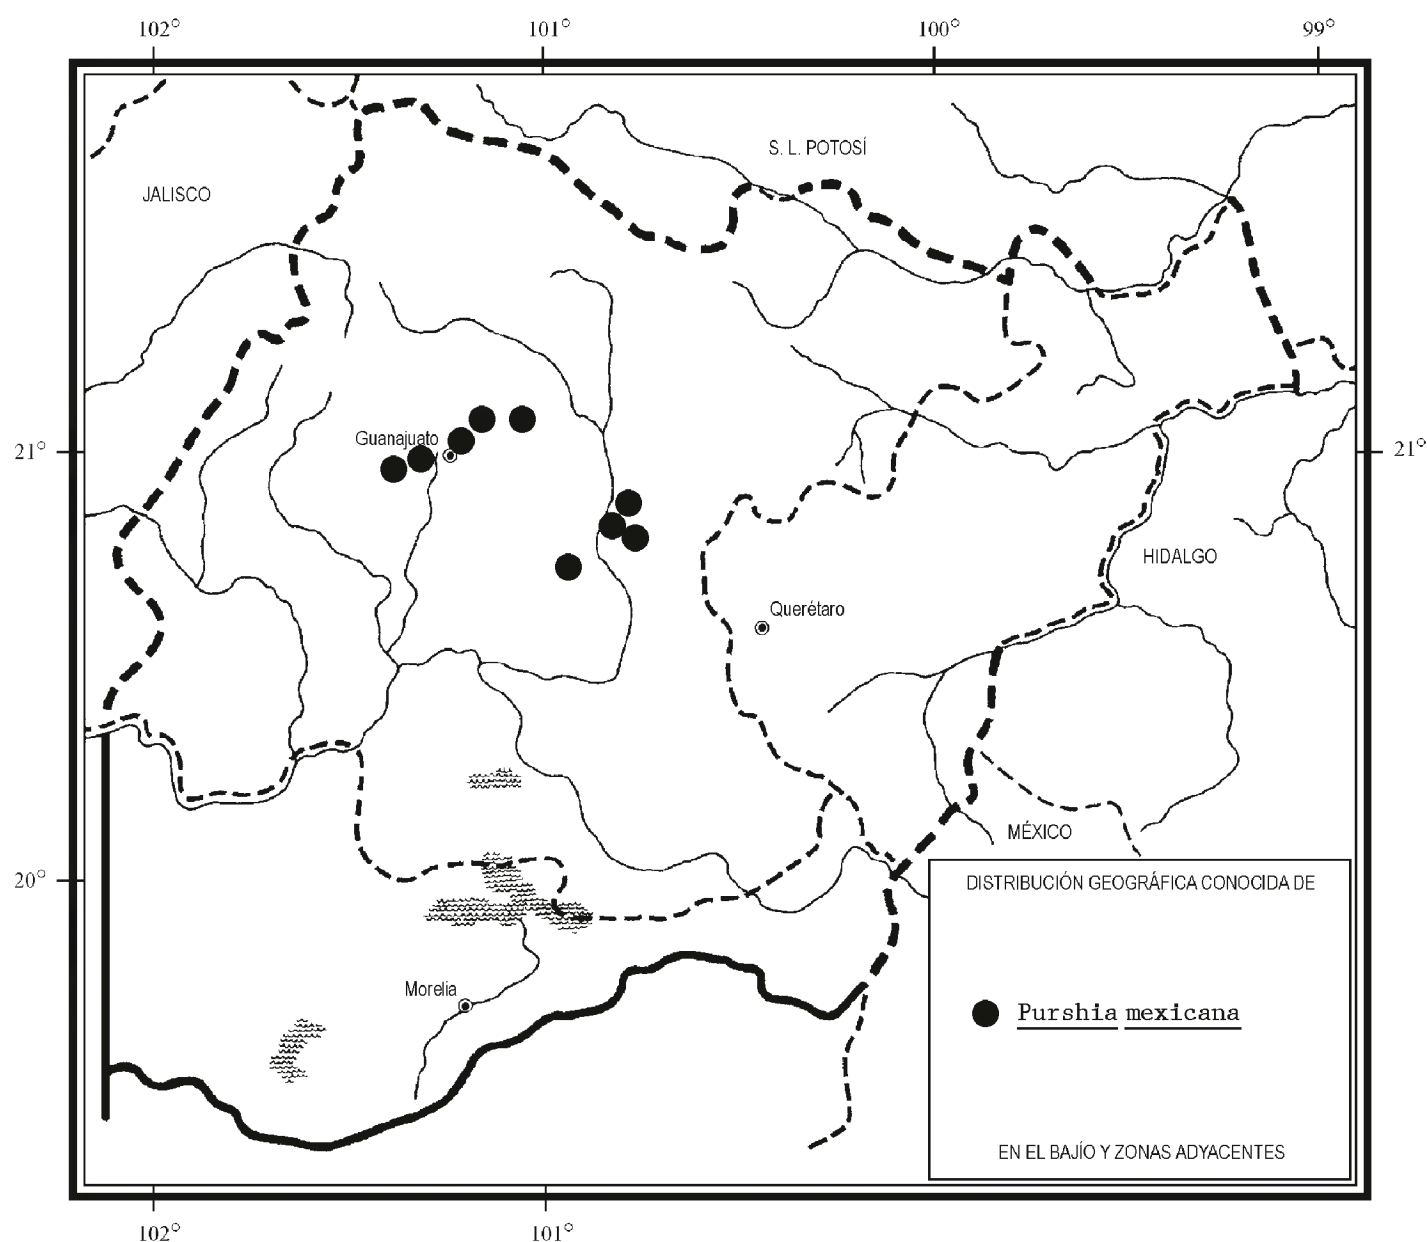 102° 101° 100° 99°
S. L. POTOSÍ
JALISCO
Guanajuato
21° 21°
HIDALGO
Querétaro
MÉXICO
20°
DISTRIBUCIÓN GEOGRÁFICA CONOCIDA DE
Morelia
Purshia mexicana
EN EL BAJÍO Y ZONAS ADYACENTES
102° 101°